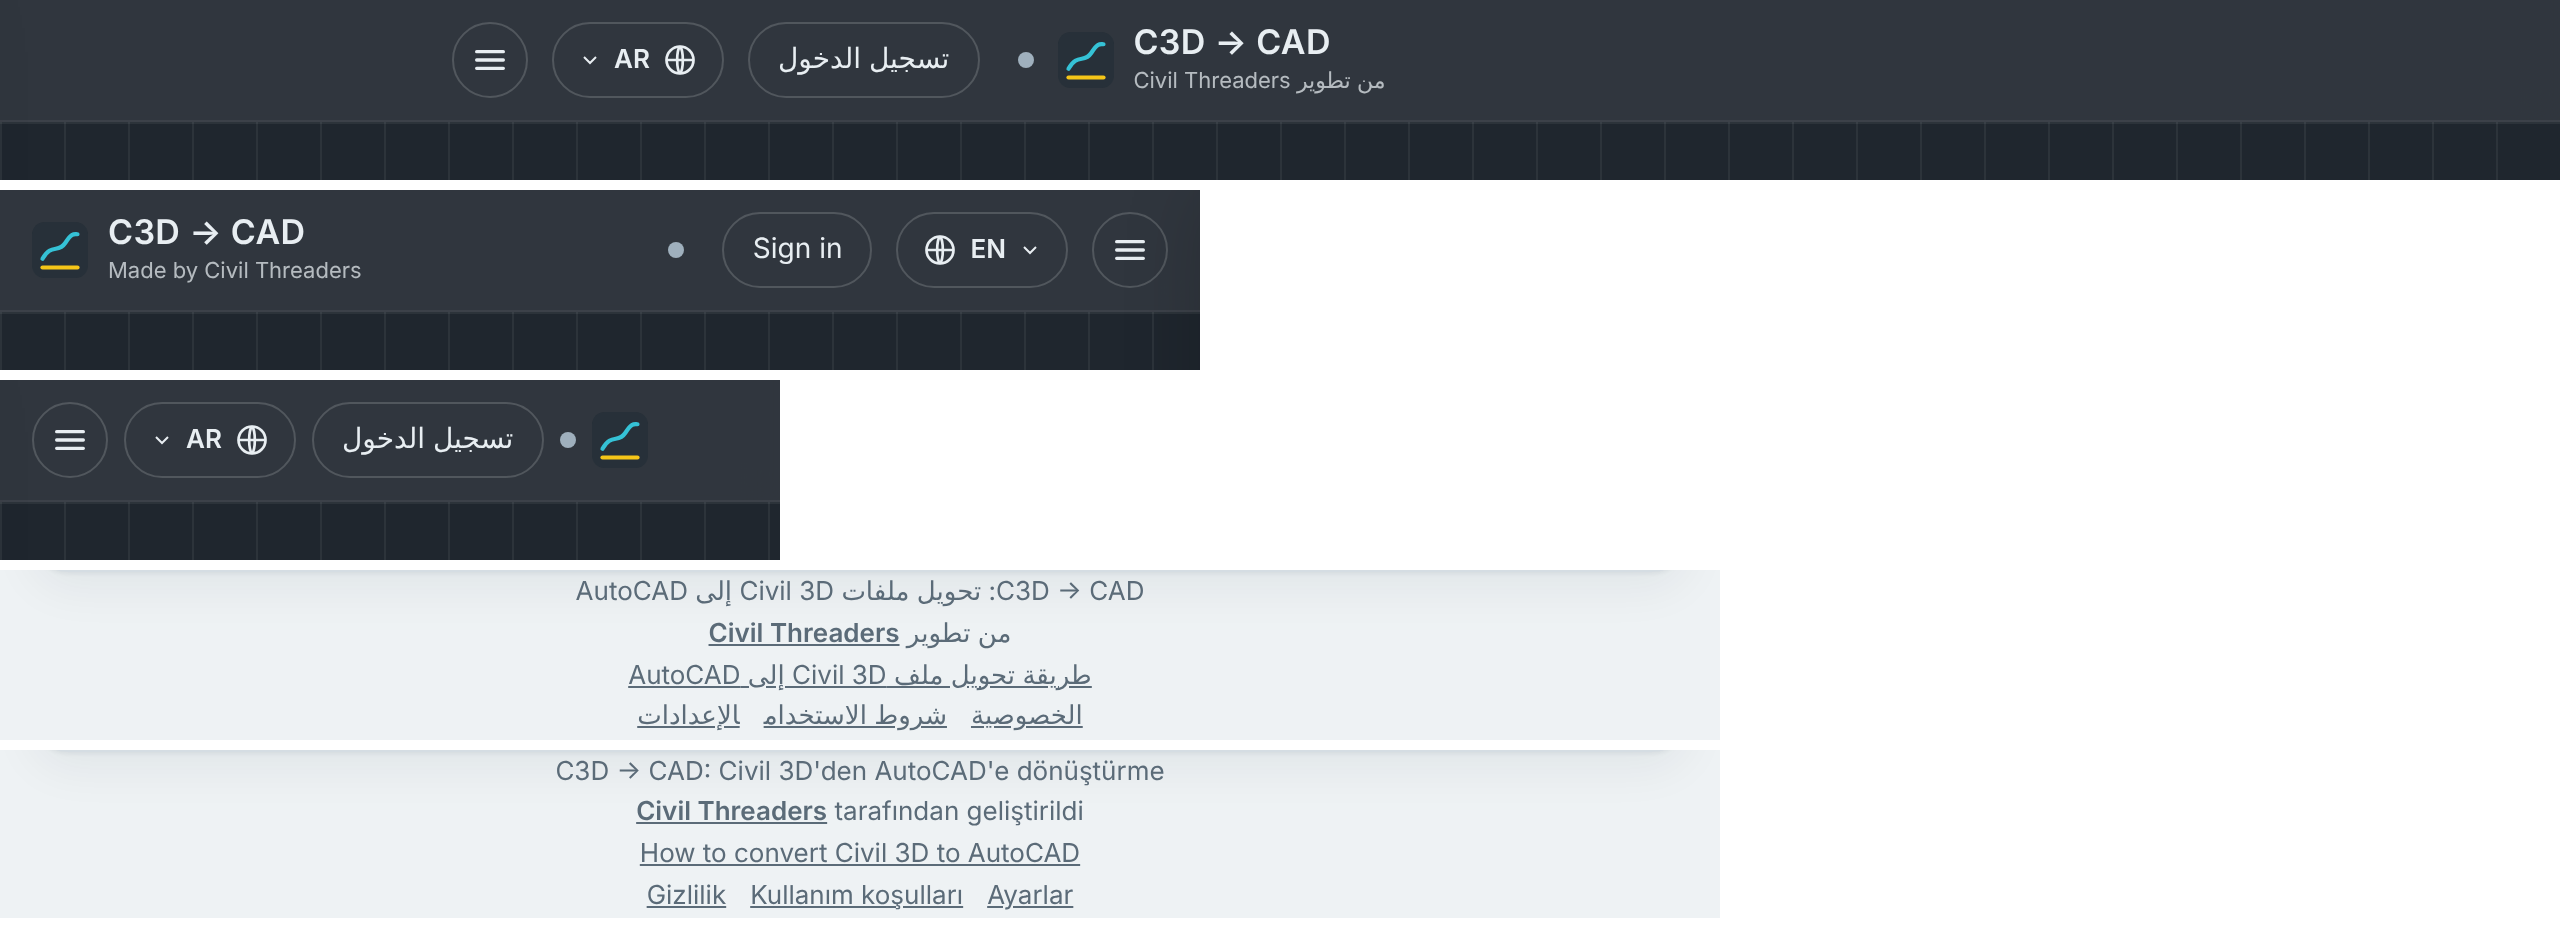 C3D → CAD
من تطوير Civil Threaders
تسجيل الدخول
AR
C3D → CAD
Made by Civil Threaders
Sign in
EN
تسجيل الدخول
AR
C3D → CAD: تحويل ملفات Civil 3D إلى AutoCAD
من تطوير Civil Threaders
طريقة تحويل ملف Civil 3D إلى AutoCAD
الخصوصية شروط الاستخدام الإعدادات
C3D → CAD: Civil 3D'den AutoCAD'e dönüştürme
Civil Threaders tarafından geliştirildi
How to convert Civil 3D to AutoCAD
Gizlilik Kullanım koşulları Ayarlar